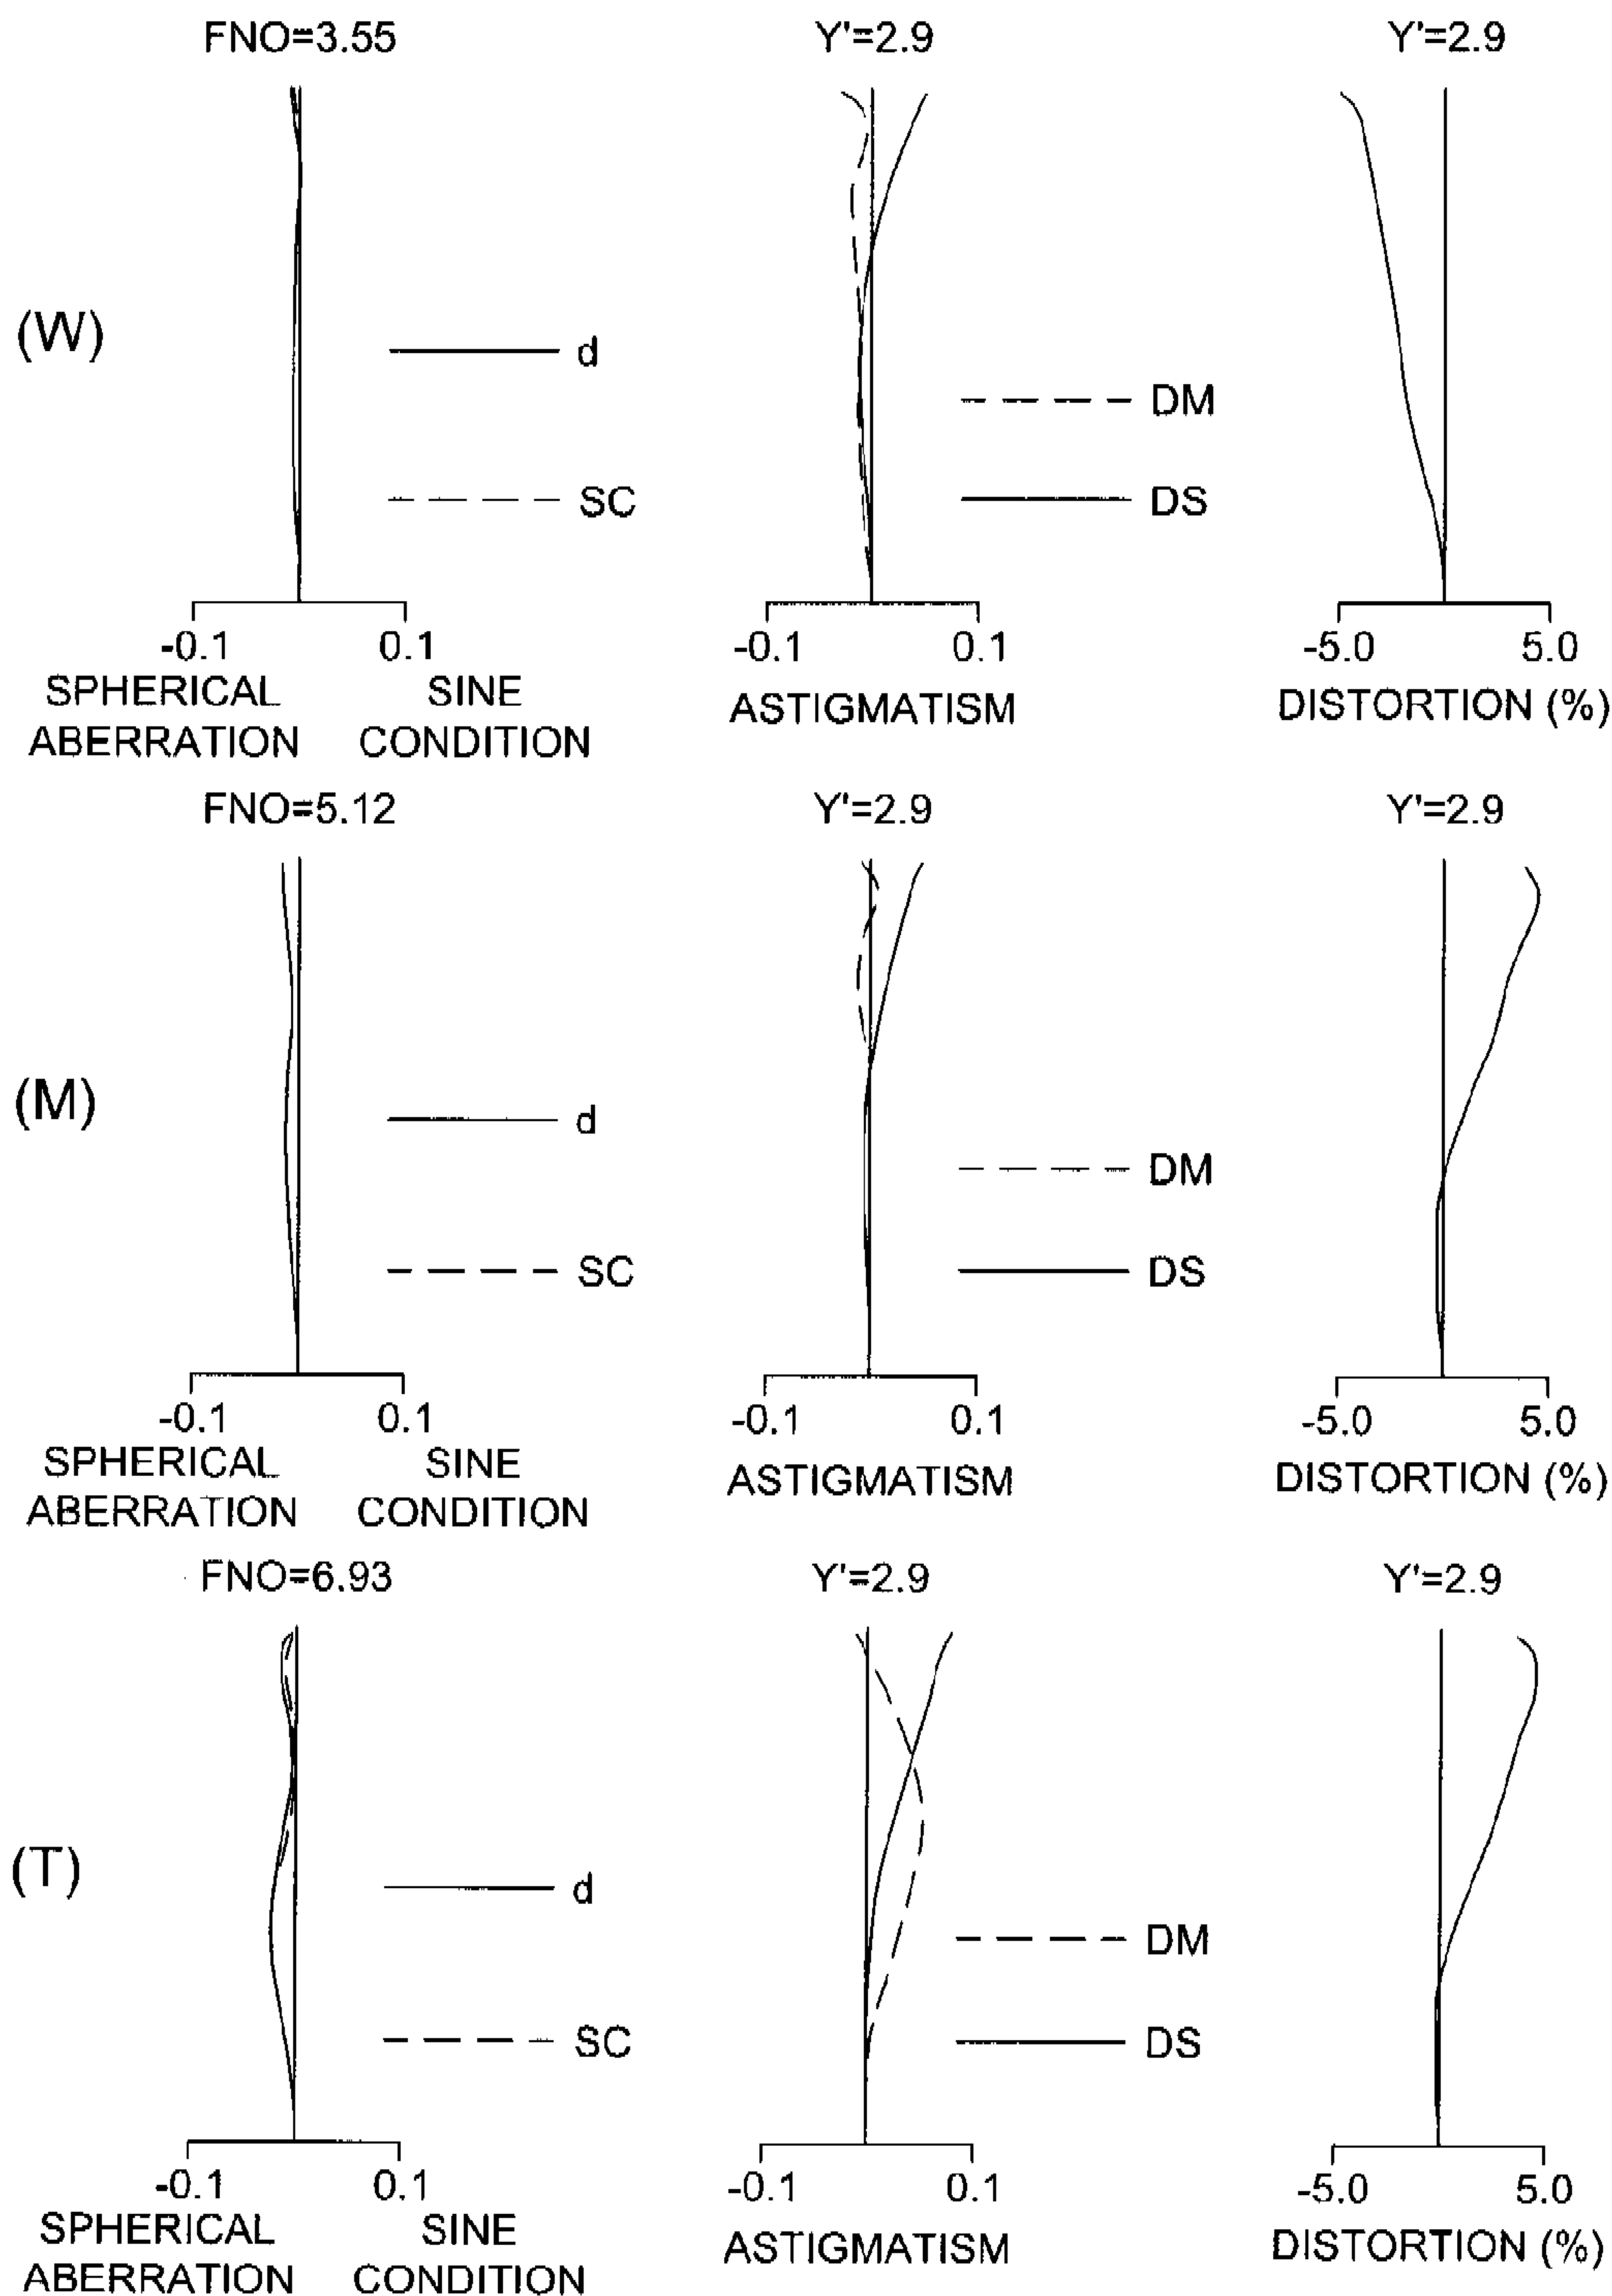 FNO=3.55 Y'=2.9 Y'=2.9
(W)
d
DM
SC
DS
-0.1 0.1 -0.1 0.1 -5.0 5.0
SPHERICAL SINE ASTIGMATISM DISTORTION (%)
ABERRATION CONDITION
FNO=5.12 Y'=2.9 Y'=2.9
(M)
d
DM
SC
DS
-0.1 0.1 -0.1 0.1 -5.0 5.0
SPHERICAL SINE ASTIGMATISM DISTORTION (%)
ABERRATION CONDITION
FNO=6.93 Y'=2.9 Y'=2.9
(T)
d
DM
SC
DS
-0.1 0.1 -0.1 0.1 -5.0 5.0
SPHERICAL SINE ASTIGMATISM DISTORTION (%)
ABERRATION CONDITION